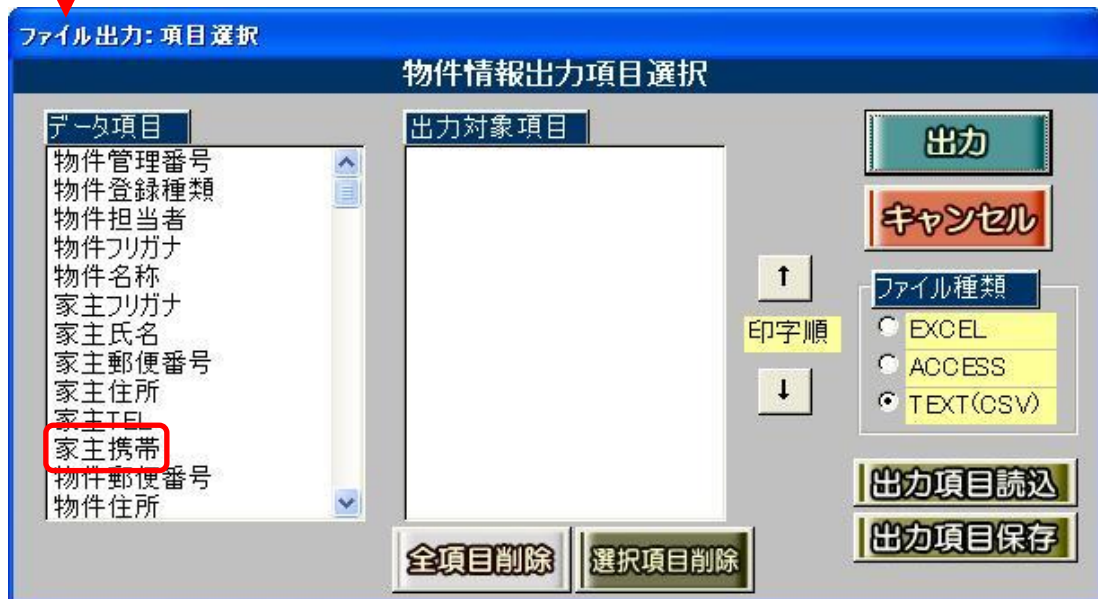 ファイル出力: 項目選択
物件情報出力項目選択
データ項目
物件管理番号
物件登録種類
物件担当者
物件フリガナ
物件名称
家主フリガナ
家主氏名
家主郵便番号
家主住所
家主TEL
家主携帯
物件郵便番号
物件住所
出力対象項目
全項目削除
選択項目削除
↑
印字順
↓
出力
キャンセル
ファイル種類
EXCEL
ACCESS
TEXT(CSV)
出力項目読込
出力項目保存